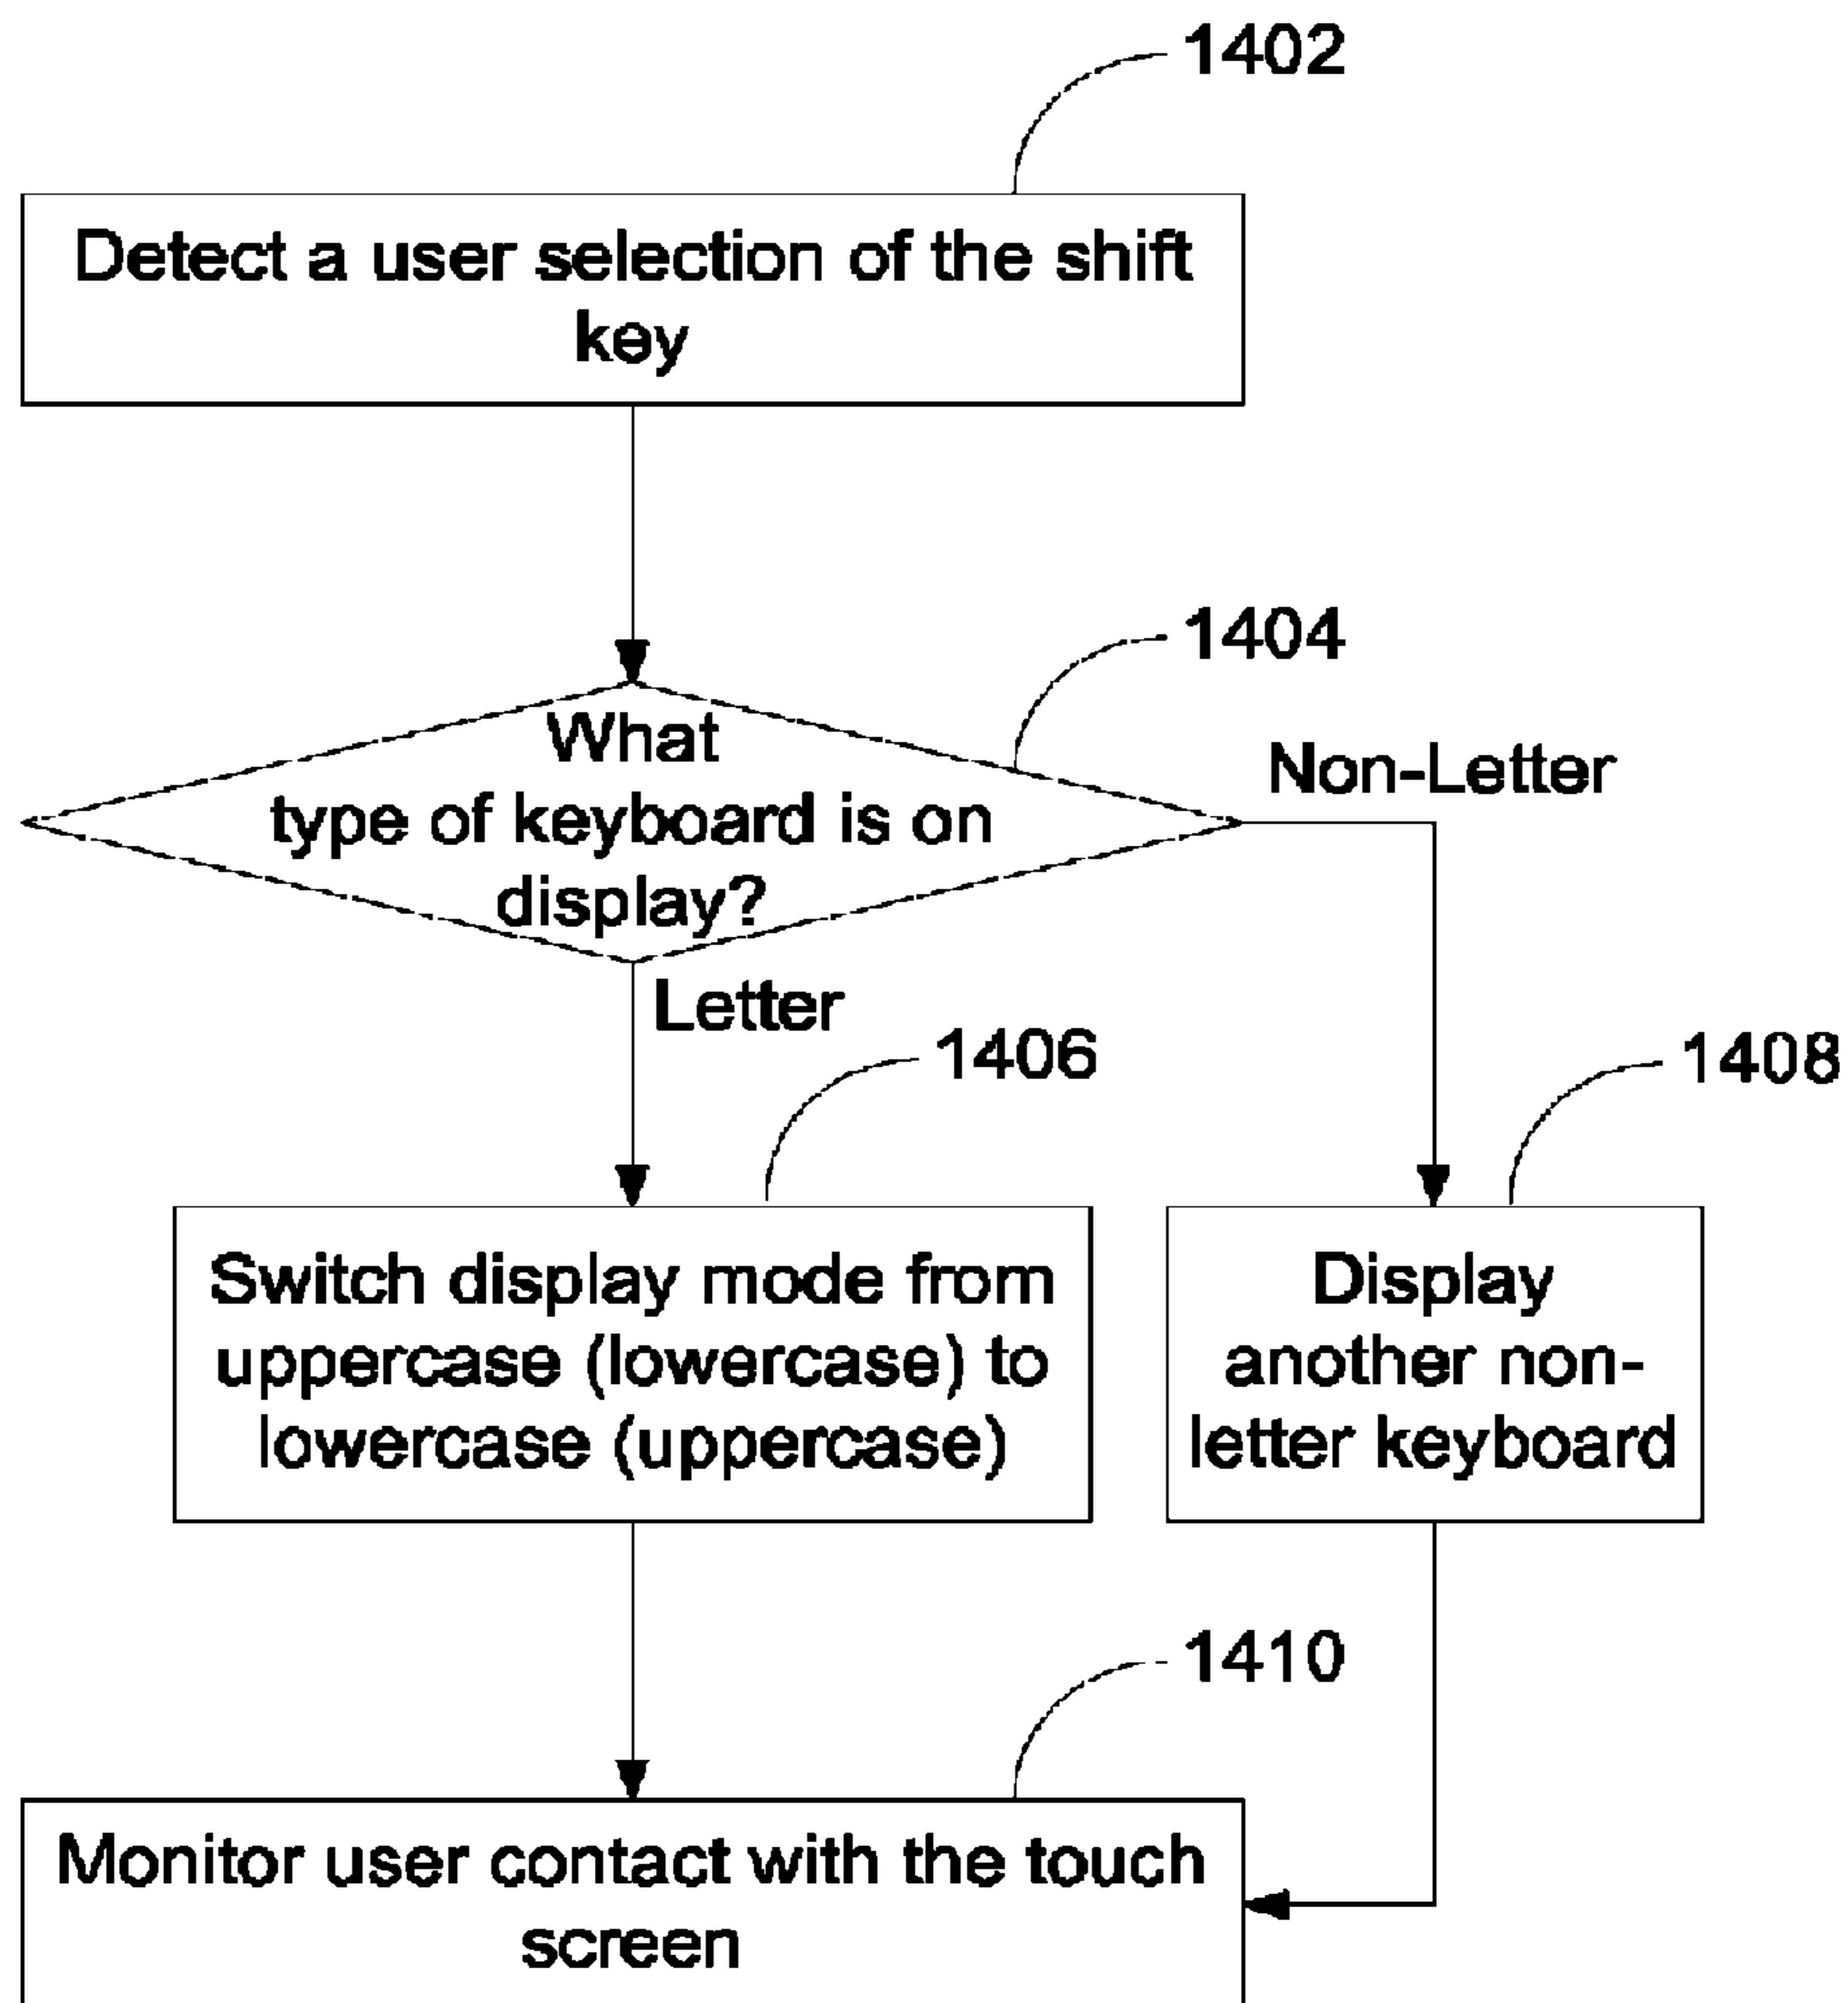 1402
Detect a user selection of the shift
key
1404
What
type of keyboard is on
display?
Non-Letter
Letter
1406
1408
Switch display mode from
uppercase (lowercase) to
lowercase (uppercase)
Display
another non-
letter keyboard
1410
Monitor user contact with the touch
screen